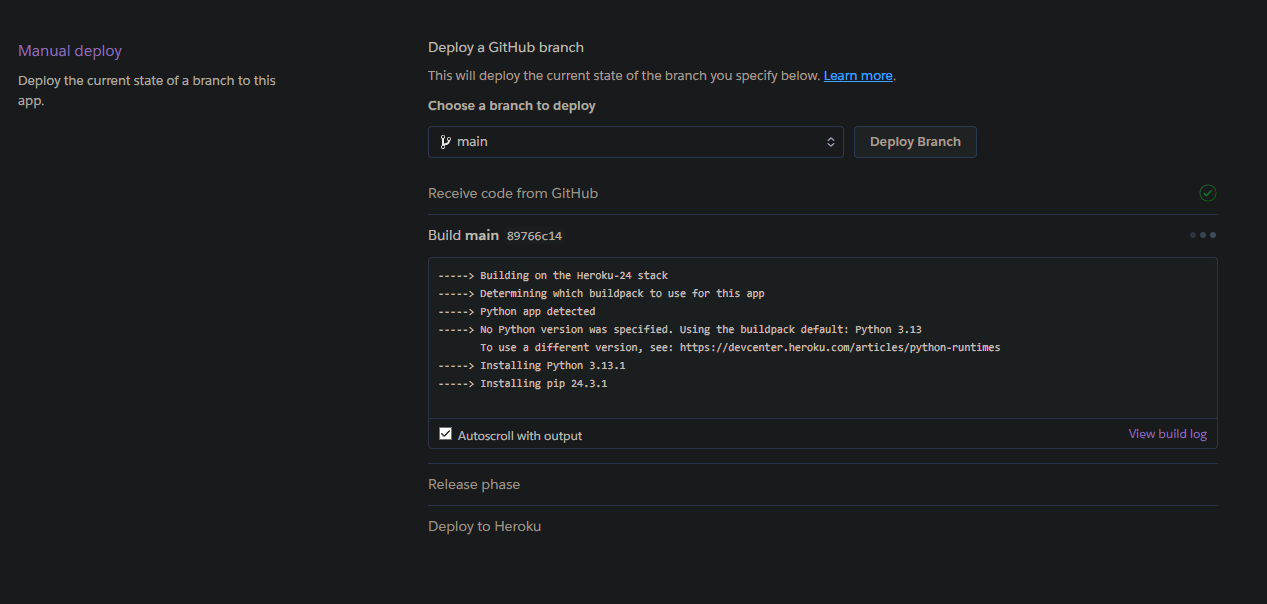 Manual deploy
Deploy the current state of a branch to this
app.
Deploy a GitHub branch
This will deploy the current state of the branch you specify below. Learn more.
Choose a branch to deploy
main
Deploy Branch
Receive code from GitHub
Build main 89766c14
-----> Building on the Heroku-24 stack
-----> Determining which buildpack to use for this app
-----> Python app detected
-----> No Python version was specified. Using the buildpack default: Python 3.13
To use a different version, see: https://devcenter.heroku.com/articles/python-runtimes
-----> Installing Python 3.13.1
-----> Installing pip 24.3.1
Autoscroll with output
View build log
Release phase
Deploy to Heroku